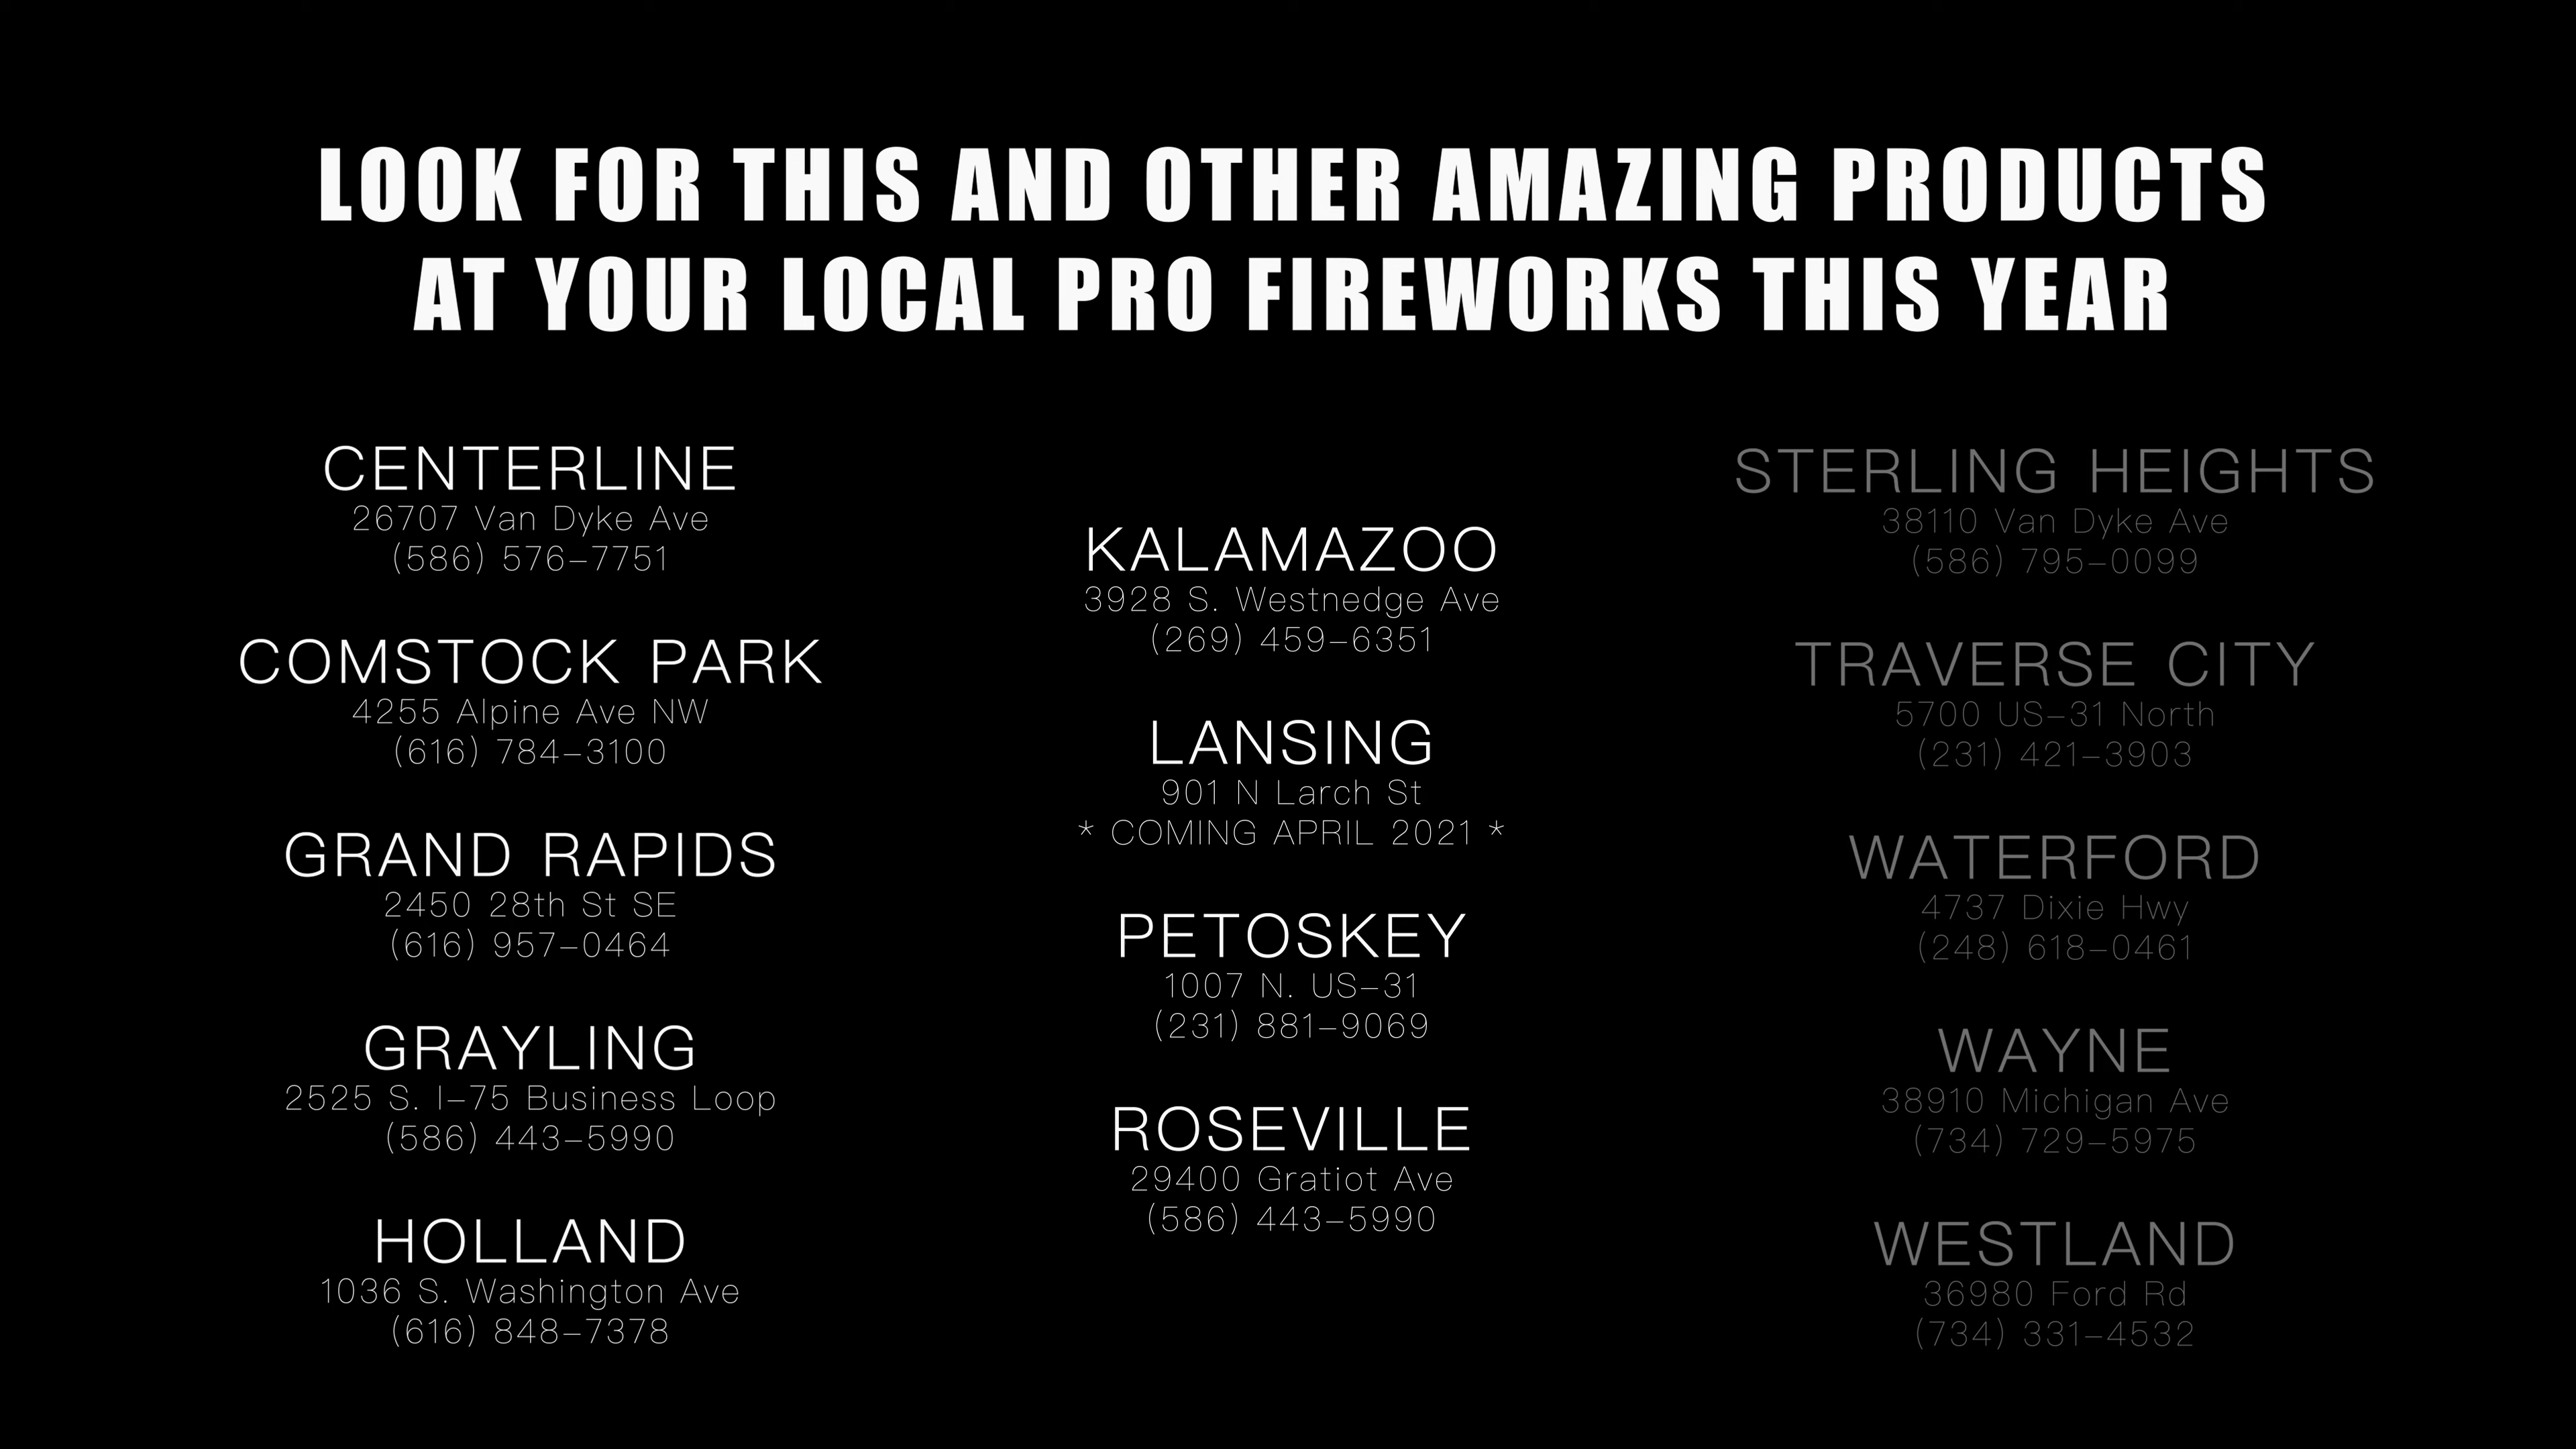 LOOK FOR THIS AND OTHER AMAZING PRODUCTS
AT YOUR LOCAL PRO FIREWORKS THIS YEAR
CENTERLINE
26707 Van Dyke Ave
(586) 576-7751
COMSTOCK PARK
4255 Alpine Ave NW
(616) 784-3100
GRAND RAPIDS
2450 28th St SE
(616) 957-0464
GRAYLING
2525 S. I-75 Business Loop
(586) 443-5990
HOLLAND
1036 S. Washington Ave
(616) 848-7378
KALAMAZOO
3928 S. Westnedge Ave
(269) 459-6351
LANSING
901 N Larch St
* COMING APRIL 2021 *
PETOSKEY
1007 N. US-31
(231) 881-9069
ROSEVILLE
29400 Gratiot Ave
(586) 443-5990
STERLING HEIGHTS
38110 Van Dyke Ave
(586) 795-0099
TRAVERSE CITY
5700 US-31 North
(231) 421-3903
WATERFORD
4737 Dixie Hwy
(248) 618-0461
WAYNE
38910 Michigan Ave
(734) 729-5975
WESTLAND
36980 Ford Rd
(734) 331-4532